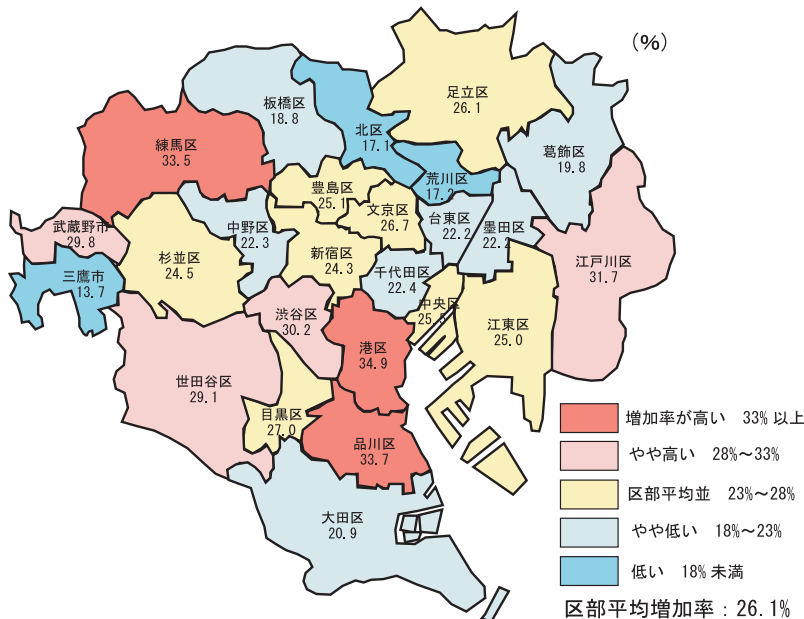 (%)
足立区
26.1
板橋区
18.8
北区
17.1
練馬区
33.5
葛飾区
19.8
荒川区
17.2
豊島区
25.1
文京区
26.7
台東区
22.2
墨田区
22.2
武蔵野市
29.8
中野区
22.3
杉並区
24.5
新宿区
24.3
千代田区
22.4
江戸川区
31.7
三鷹市
13.7
中央区
25.5
渋谷区
30.2
江東区
25.0
港区
34.9
世田谷区
29.1
目黒区
27.0
品川区
33.7
大田区
20.9
増加率が高い 33%以上
やや高い 28%～33%
区部平均並 23%～28%
やや低い 18%～23%
低い 18%未満
区部平均増加率：26.1%